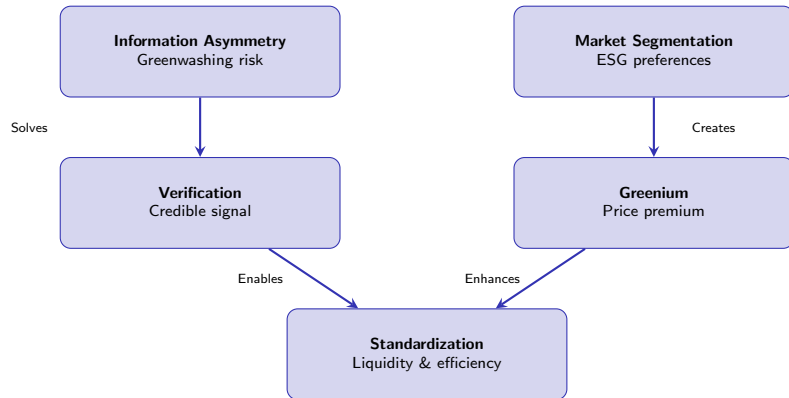 Information Asymmetry
Greenwashing risk
Market Segmentation
ESG preferences
Solves
Creates
Verification
Credible signal
Greenium
Price premium
Enables
Enhances
Standardization
Liquidity & efficiency